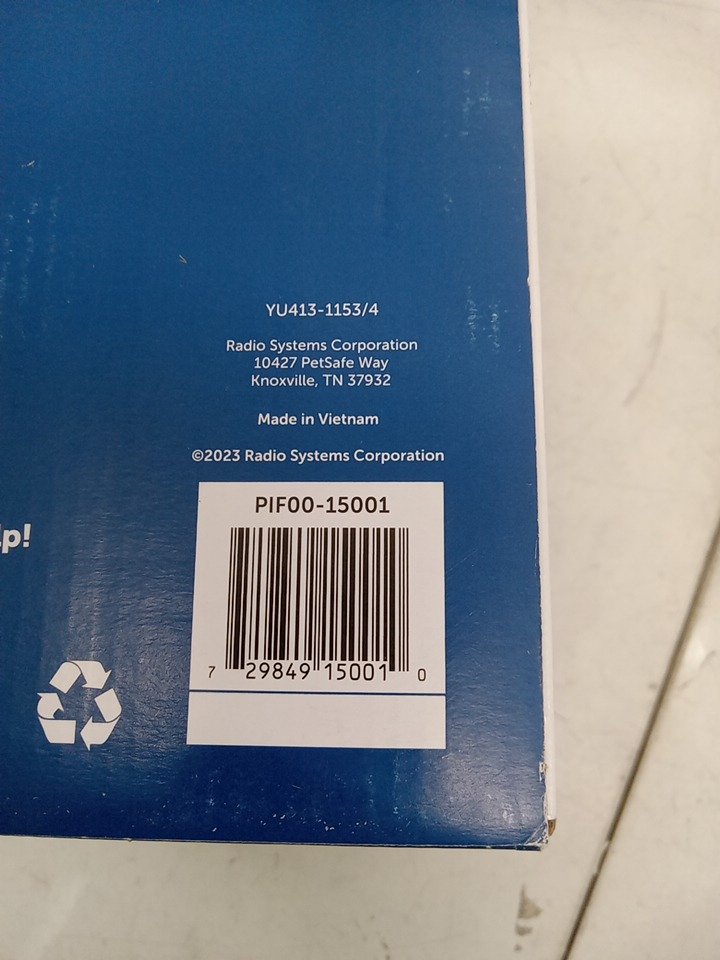 YU413-1153/4
Radio Systems Corporation
10427 PetSafe Way
Knoxville, TN 37932
Made in Vietnam
©2023 Radio Systems Corporation
lp!
PIF00-15001
7 29849 15001 0